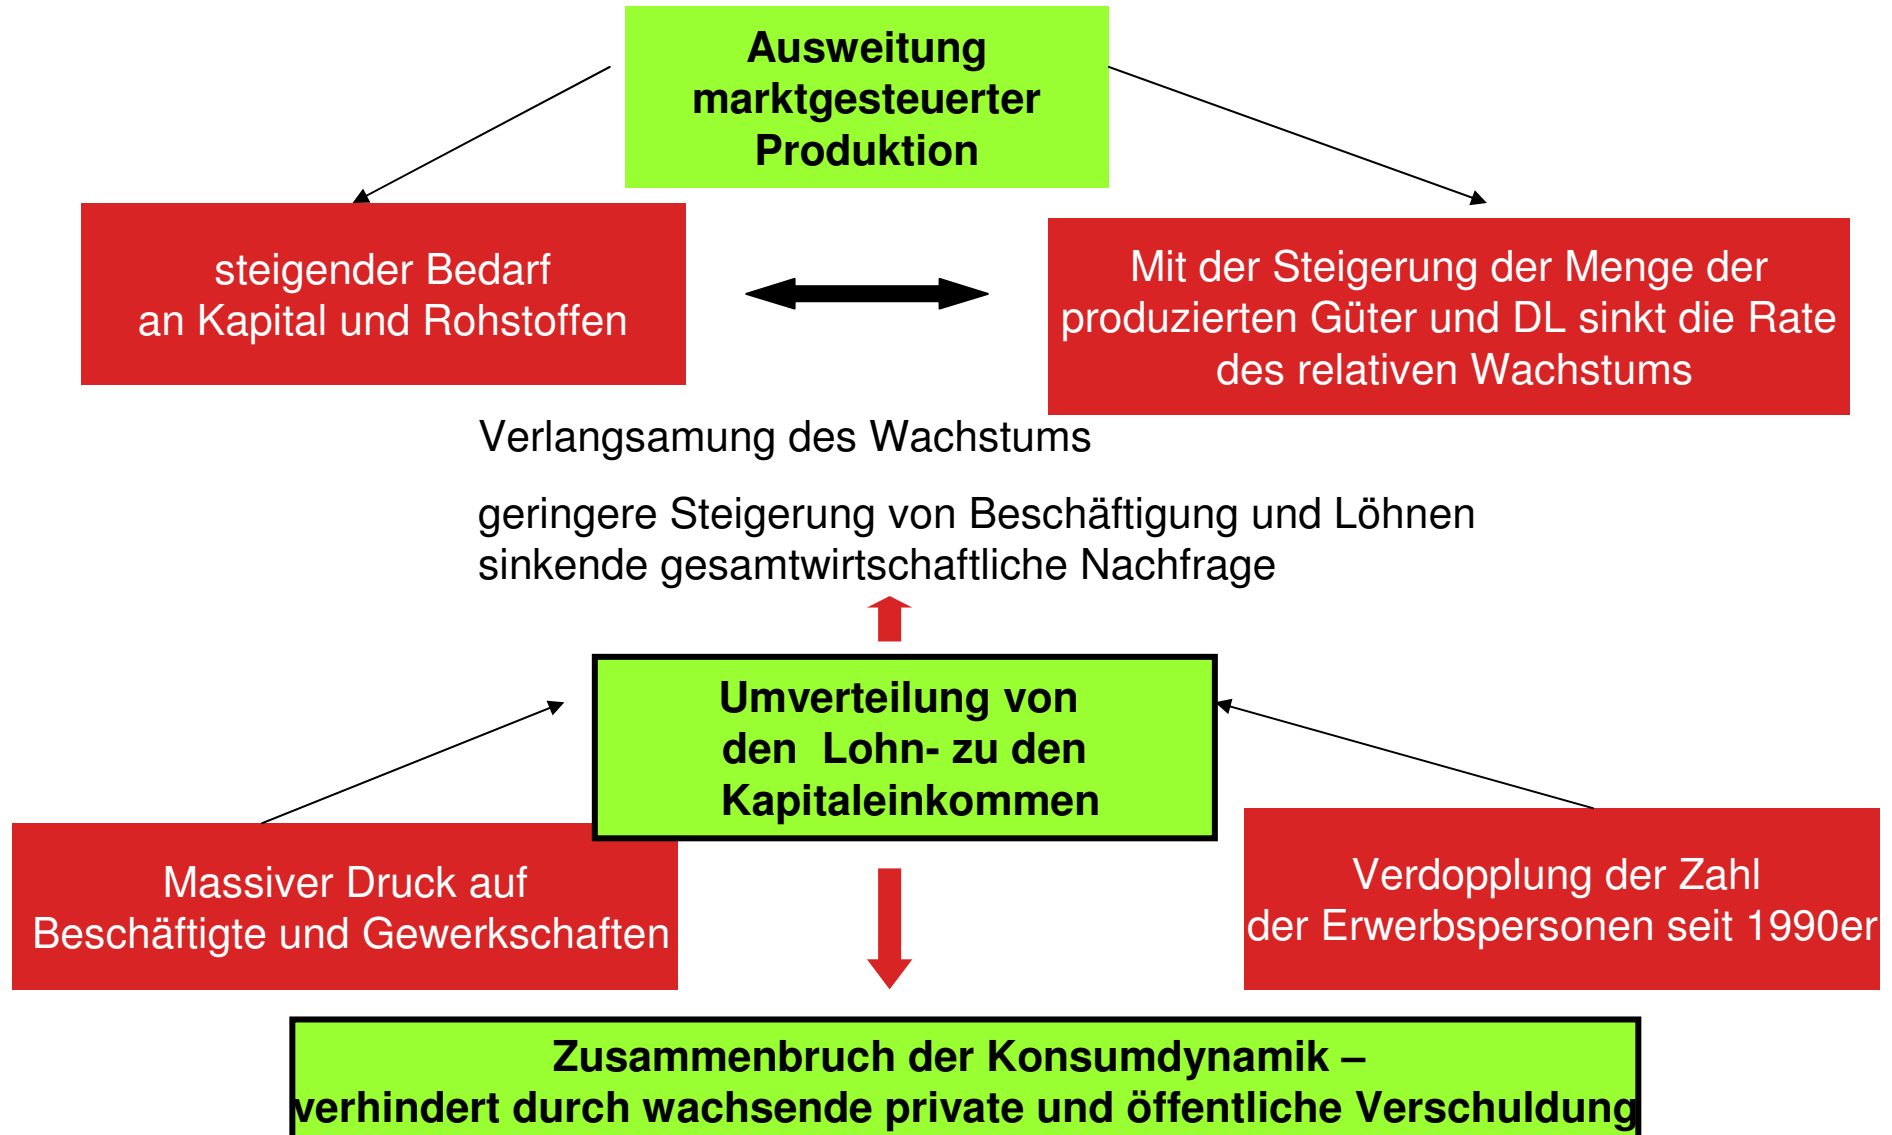 Ausweitung
marktgesteuerter
Produktion
steigender Bedarf
an Kapital und Rohstoffen
Mit der Steigerung der Menge der
produzierten Güter und DL sinkt die Rate
des relativen Wachstums
Verlangsamung des Wachstums
geringere Steigerung von Beschäftigung und Löhnen
sinkende gesamtwirtschaftliche Nachfrage
Umverteilung von
den Lohn- zu den
Kapitaleinkommen
Massiver Druck auf
Beschäftigte und Gewerkschaften
Verdopplung der Zahl
der Erwerbspersonen seit 1990er
Zusammenbruch der Konsumdynamik –
verhindert durch wachsende private und öffentliche Verschuldung